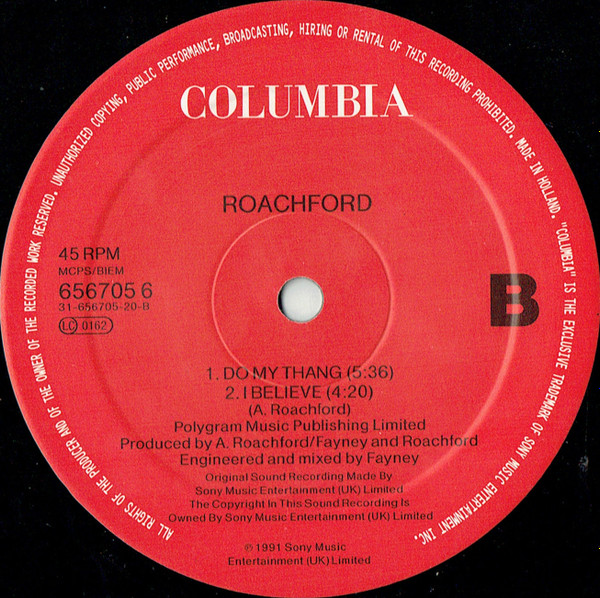 ALL RIGHTS OF THE PRODUCER AND OF THE OWNER OF THE RECORDED WORK RESERVED. UNAUTHORIZED COPYING, PUBLIC PERFORMANCE, BROADCASTING, HIRING OR RENTAL OF THIS RECORDING PROHIBITED. MADE IN HOLLAND. "COLUMBIA" IS THE EXCLUSIVE TRADEMARK OF SONY MUSIC ENTERTAINMENT INC.
COLUMBIA
ROACHFORD
45 RPM
MCPS/BIEM
656705 6
31-656705-20-B
LC 0162
B
1. DO MY THANG (5:36)
2. I BELIEVE (4:20)
(A. Roachford)
Polygram Music Publishing Limited
Produced by A. Roachford/Fayney and Roachford
Engineered and mixed by Fayney
Original Sound Recording Made By
Sony Music Entertainment (UK) Limited
The Copyright In This Sound Recording Is
Owned By Sony Music Entertainment (UK) Limited
© 1991 Sony Music
Entertainment (UK) Limited